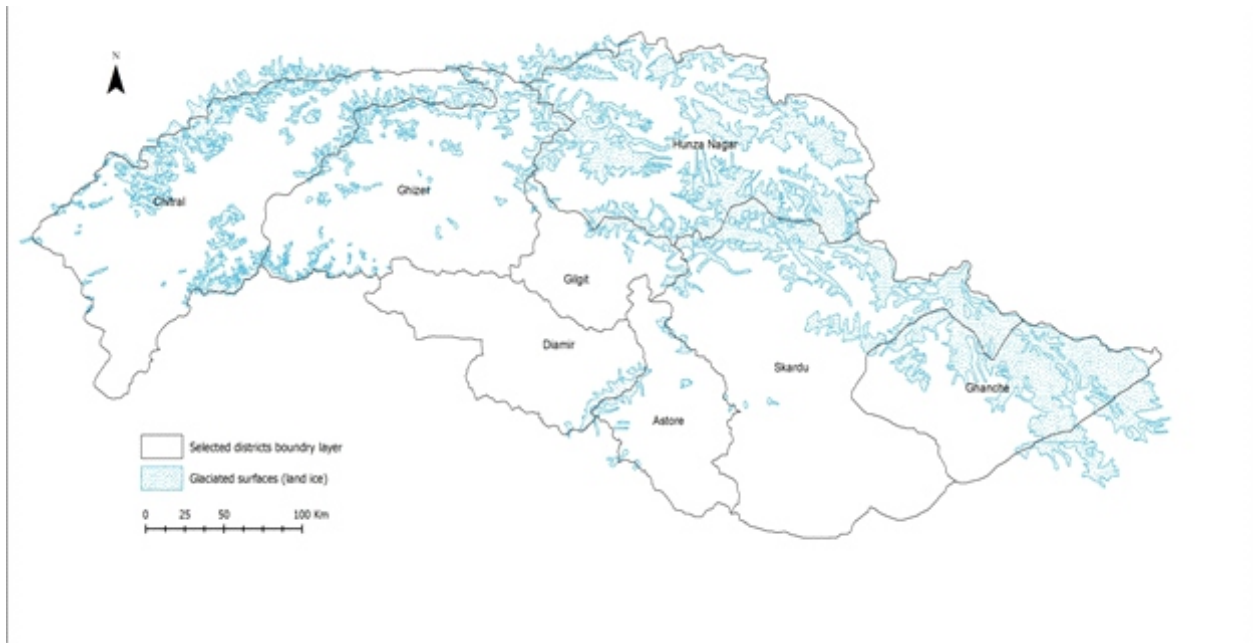 N
Hunza Nagar
Ghizer
Chitral
Gilgit
Diamir
Skardu
Ghanche
Astore
Selected districts boundry layer
Glaciated surfaces (land ice)
0 25 50 100 Km